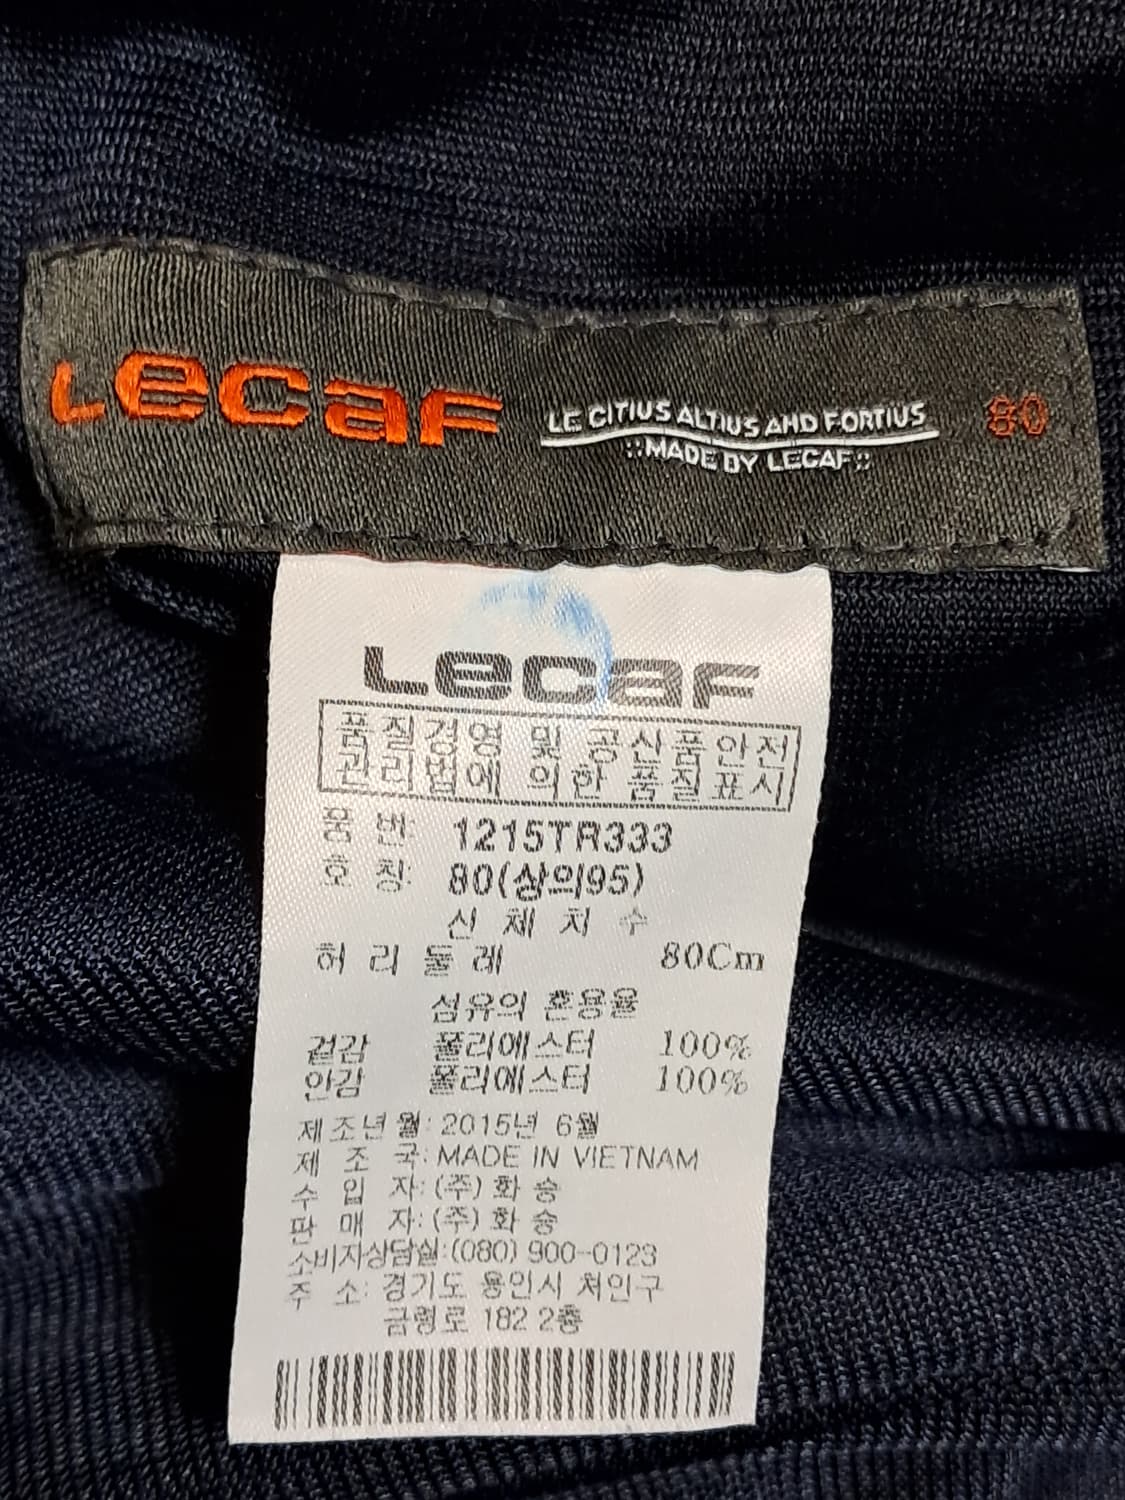 Lecaf
LE CITIUS ALTIUS AND FORTIUS
::MADE BY LECAF::
80
Lecaf
품질경영 및 공산품안전
관리법에 의한 품질표시
품 번: 1215TR333
호 칭: 80(상의95)
신 체 치 수
허 리 둘 레 80Cm
섬유의 혼용율
겉감 폴리에스터 100%
안감 폴리에스터 100%
제조년월: 2015년 6월
제 조 국: MADE IN VIETNAM
수 입 자: (주) 화 승
판 매 자: (주) 화 승
소비자상담실:(080) 900-0123
주 소: 경기도 용인시 처인구
금령로 182 2층